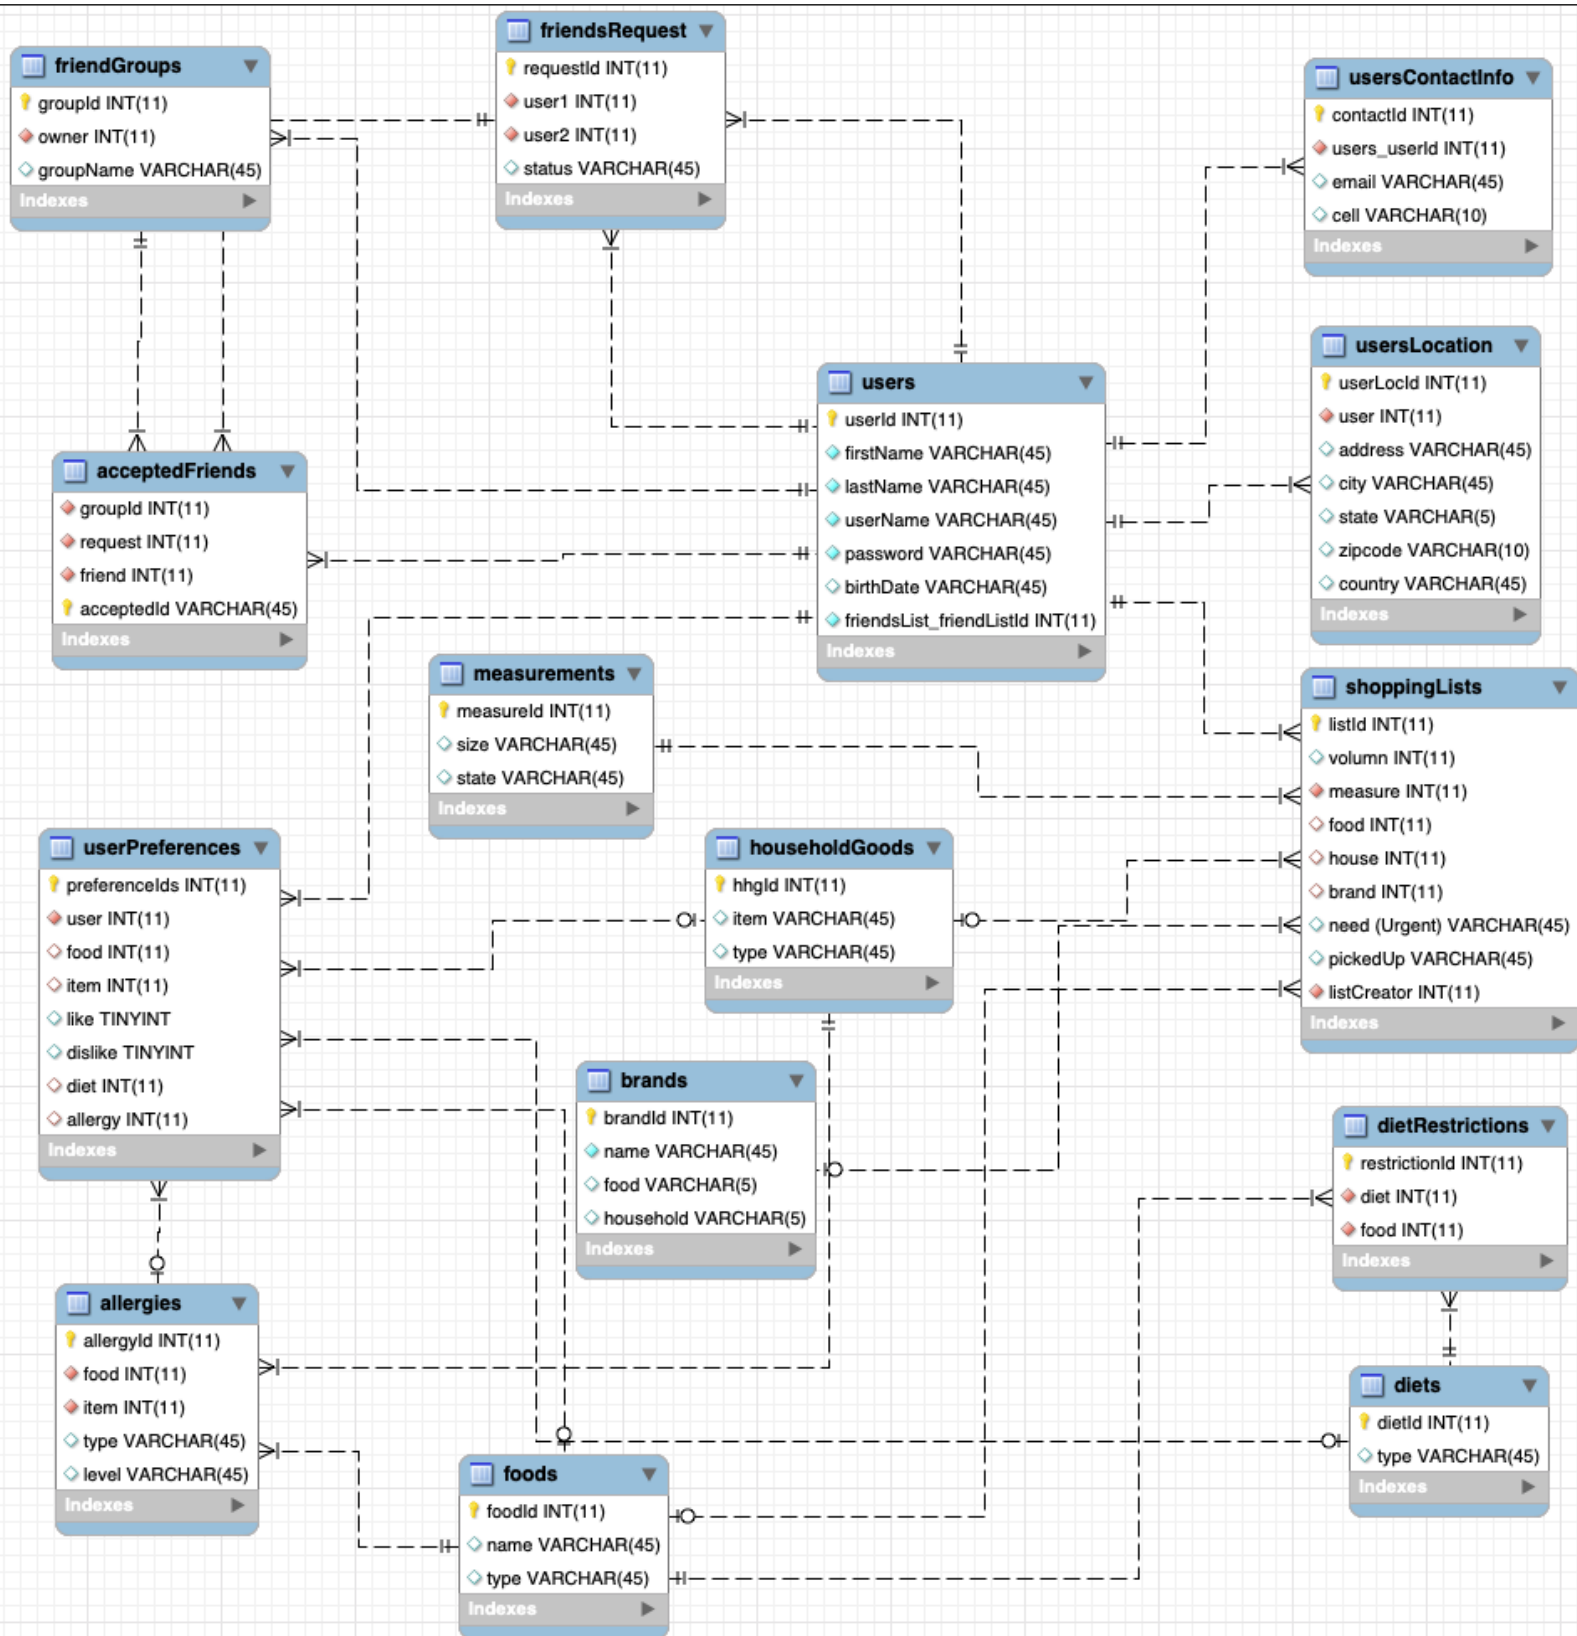 friendGroups
groupId INT(11)
owner INT(11)
groupName VARCHAR(45)
Indexes
friendsRequest
requestId INT(11)
user1 INT(11)
user2 INT(11)
status VARCHAR(45)
Indexes
usersContactInfo
contactId INT(11)
users_userId INT(11)
email VARCHAR(45)
cell VARCHAR(10)
Indexes
usersLocation
userLocId INT(11)
user INT(11)
address VARCHAR(45)
city VARCHAR(45)
state VARCHAR(5)
zipcode VARCHAR(10)
country VARCHAR(45)
Indexes
users
userId INT(11)
firstName VARCHAR(45)
lastName VARCHAR(45)
userName VARCHAR(45)
password VARCHAR(45)
birthDate VARCHAR(45)
friendsList_friendListId INT(11)
Indexes
acceptedFriends
groupId INT(11)
request INT(11)
friend INT(11)
acceptedId VARCHAR(45)
Indexes
measurements
measureId INT(11)
size VARCHAR(45)
state VARCHAR(45)
Indexes
shoppingLists
listId INT(11)
volumn INT(11)
measure INT(11)
food INT(11)
house INT(11)
brand INT(11)
need (Urgent) VARCHAR(45)
pickedUp VARCHAR(45)
listCreator INT(11)
Indexes
userPreferences
preferenceIds INT(11)
user INT(11)
food INT(11)
item INT(11)
like TINYINT
dislike TINYINT
diet INT(11)
allergy INT(11)
Indexes
householdGoods
hhgId INT(11)
item VARCHAR(45)
type VARCHAR(45)
Indexes
brands
brandId INT(11)
name VARCHAR(45)
food VARCHAR(5)
household VARCHAR(5)
Indexes
dietRestrictions
restrictionId INT(11)
diet INT(11)
food INT(11)
Indexes
allergies
allergyId INT(11)
food INT(11)
item INT(11)
type VARCHAR(45)
level VARCHAR(45)
Indexes
diets
dietId INT(11)
type VARCHAR(45)
Indexes
foods
foodId INT(11)
name VARCHAR(45)
type VARCHAR(45)
Indexes